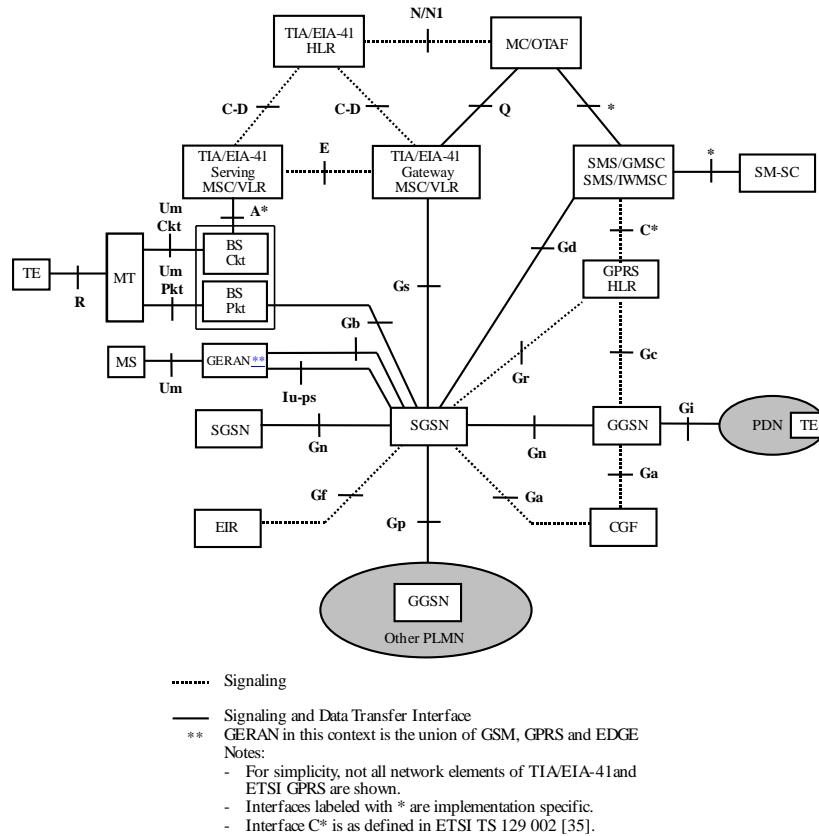 N/N1
TIA/EIA-41
HLR
MC/OTAF
C-D
C-D
Q
*
TIA/EIA-41
Serving
MSC/VLR
E
TIA/EIA-41
Gateway
MSC/VLR
SMS/GMSC
SMS/IWMSC
*
SM-SC
Um
Ckt
A*
BS
Ckt
C*
Gd
TE
R
MT
Um
Pkt
BS
Pkt
GPRS
HLR
Gs
Gb
MS
Um
GERAN **
Iu-ps
Gr
Gc
SGSN
Gn
SGSN
Gn
GGSN
Gi
PDN
TE
Gf
Ga
Ga
EIR
Gp
CGF
GGSN
Other PLMN
Signaling
Signaling and Data Transfer Interface
** GERAN in this context is the union of GSM, GPRS and EDGE
Notes:
- For simplicity, not all network elements of TIA/EIA-41and
ETSI GPRS are shown.
- Interfaces labeled with * are implementation specific.
- Interface C* is as defined in ETSI TS 129 002 [35].